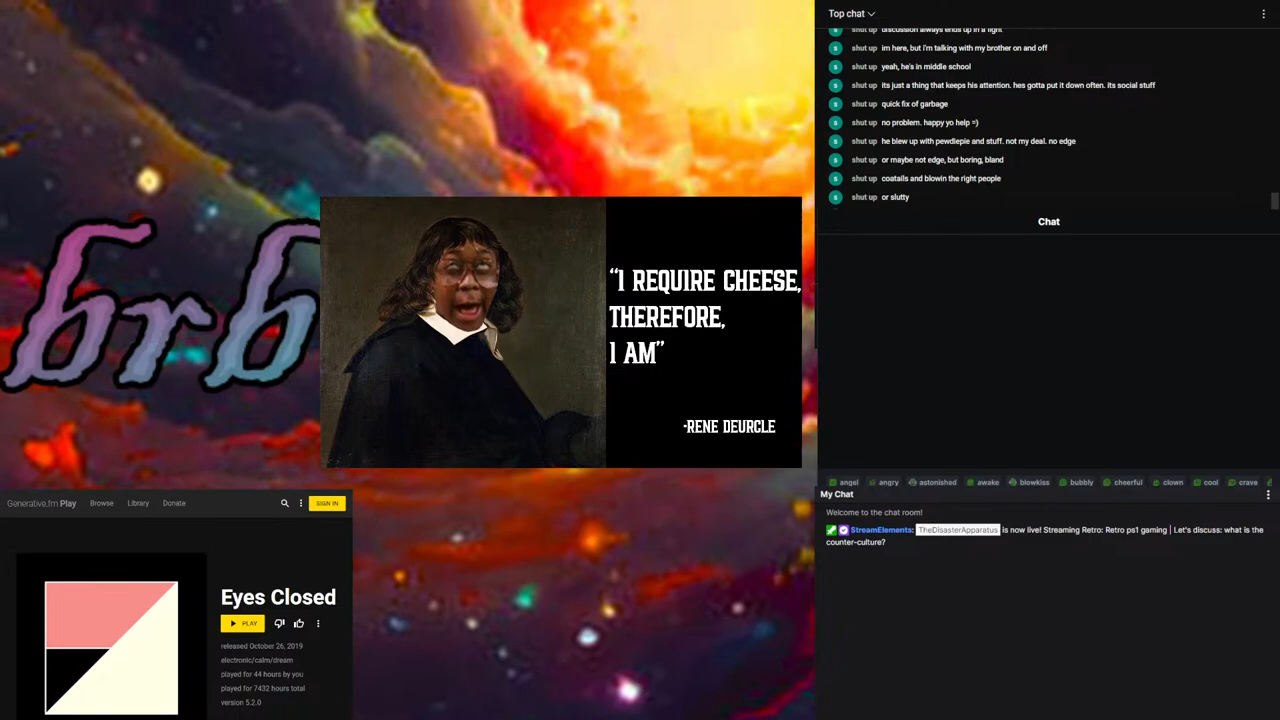 Top chat
discussion always ends up in a fight
s shut up im here, but i'm talking with my brother on and off
s shut up yeah, he's in middle school
s shut up its just a thing that keeps his attention. hes gotta put it down often. its social stuff
s shut up quick fix of garbage
s shut up no problem. happy yo help =)
s shut up he blew up with pewdiepie and stuff. not my deal. no edge
s shut up or maybe not edge, but boring, bland
s shut up coatails and blowin the right people
s shut up or slutty
Chat
brb
“I REQUIRE CHEESE,
THEREFORE,
I AM”
-RENE DEURCLE
angel angry astonished awake blowkiss bubbly cheerful clown cool crave
My Chat
Welcome to the chat room!
StreamElements: TheDisasterApparatus is now live! Streaming Retro: Retro ps1 gaming | Let's discuss: what is the
counter-culture?
Generative.fm Play Browse Library Donate SIGN IN
Eyes Closed
PLAY
released October 26, 2019
electronic/calm/dream
played for 44 hours by you
played for 7432 hours total
version 5.2.0